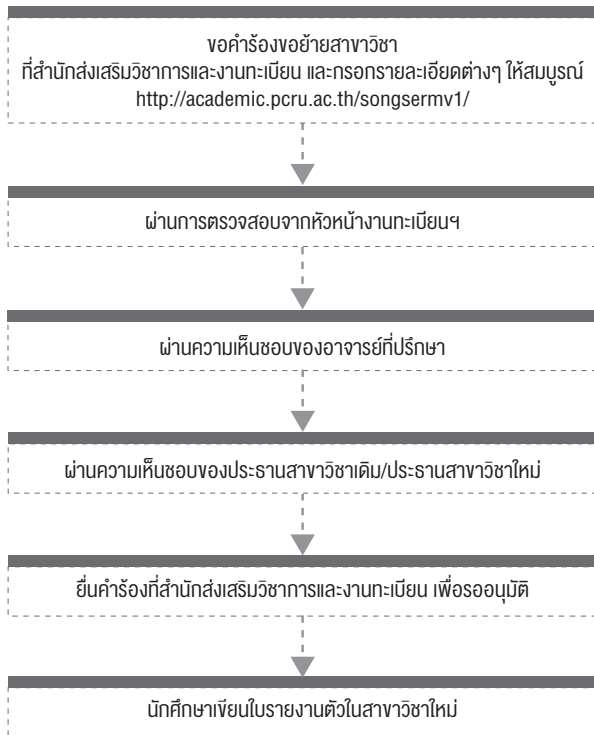 ขอคำร้องขอย้ายสาขาวิชา
ที่สำนักส่งเสริมวิชาการและงานทะเบียน และกรอกรายละเอียดต่างๆ ให้สมบูรณ์
http://academic.pcru.ac.th/songsermv1/
ผ่านการตรวจสอบจากหัวหน้างานทะเบียนฯ
ผ่านความเห็นชอบของอาจารย์ที่ปรึกษา
ผ่านความเห็นชอบของประธานสาขาวิชาเดิม/ประธานสาขาวิชาใหม่
ยื่นคำร้องที่สำนักส่งเสริมวิชาการและงานทะเบียน เพื่อรออนุมัติ
นักศึกษาเขียนใบรายงานตัวในสาขาวิชาใหม่